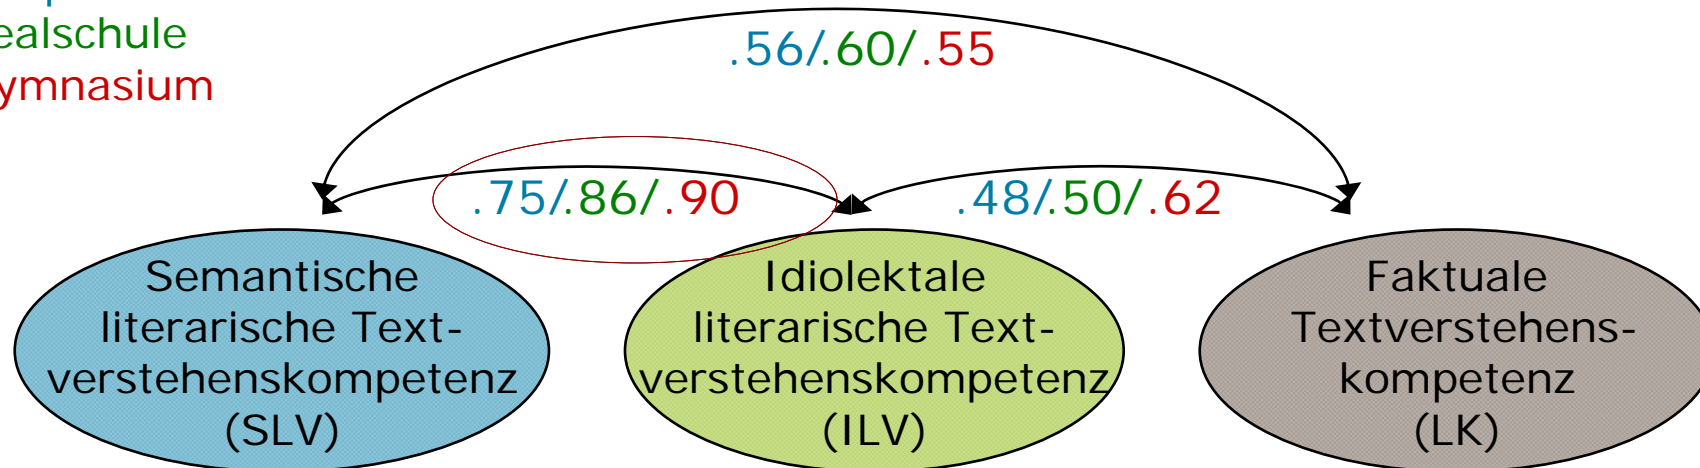 ealschule
ymnasium
.56/.60/.55
.75/.86/.90
.48/.50/.62
Semantische
literarische Text-
verstehenskompetenz
(SLV)
Idiolektale
literarische Text-
verstehenskompetenz
(ILV)
Faktuale
Textverstehens-
kompetenz
(LK)